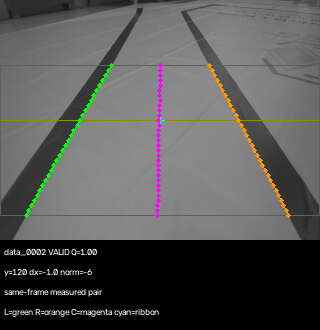 data_0002 VALID Q=1.00
y=120 dx=-1.0 norm=-6
same-frame measured pair
L=green R=orange C=magenta cyan=ribbon